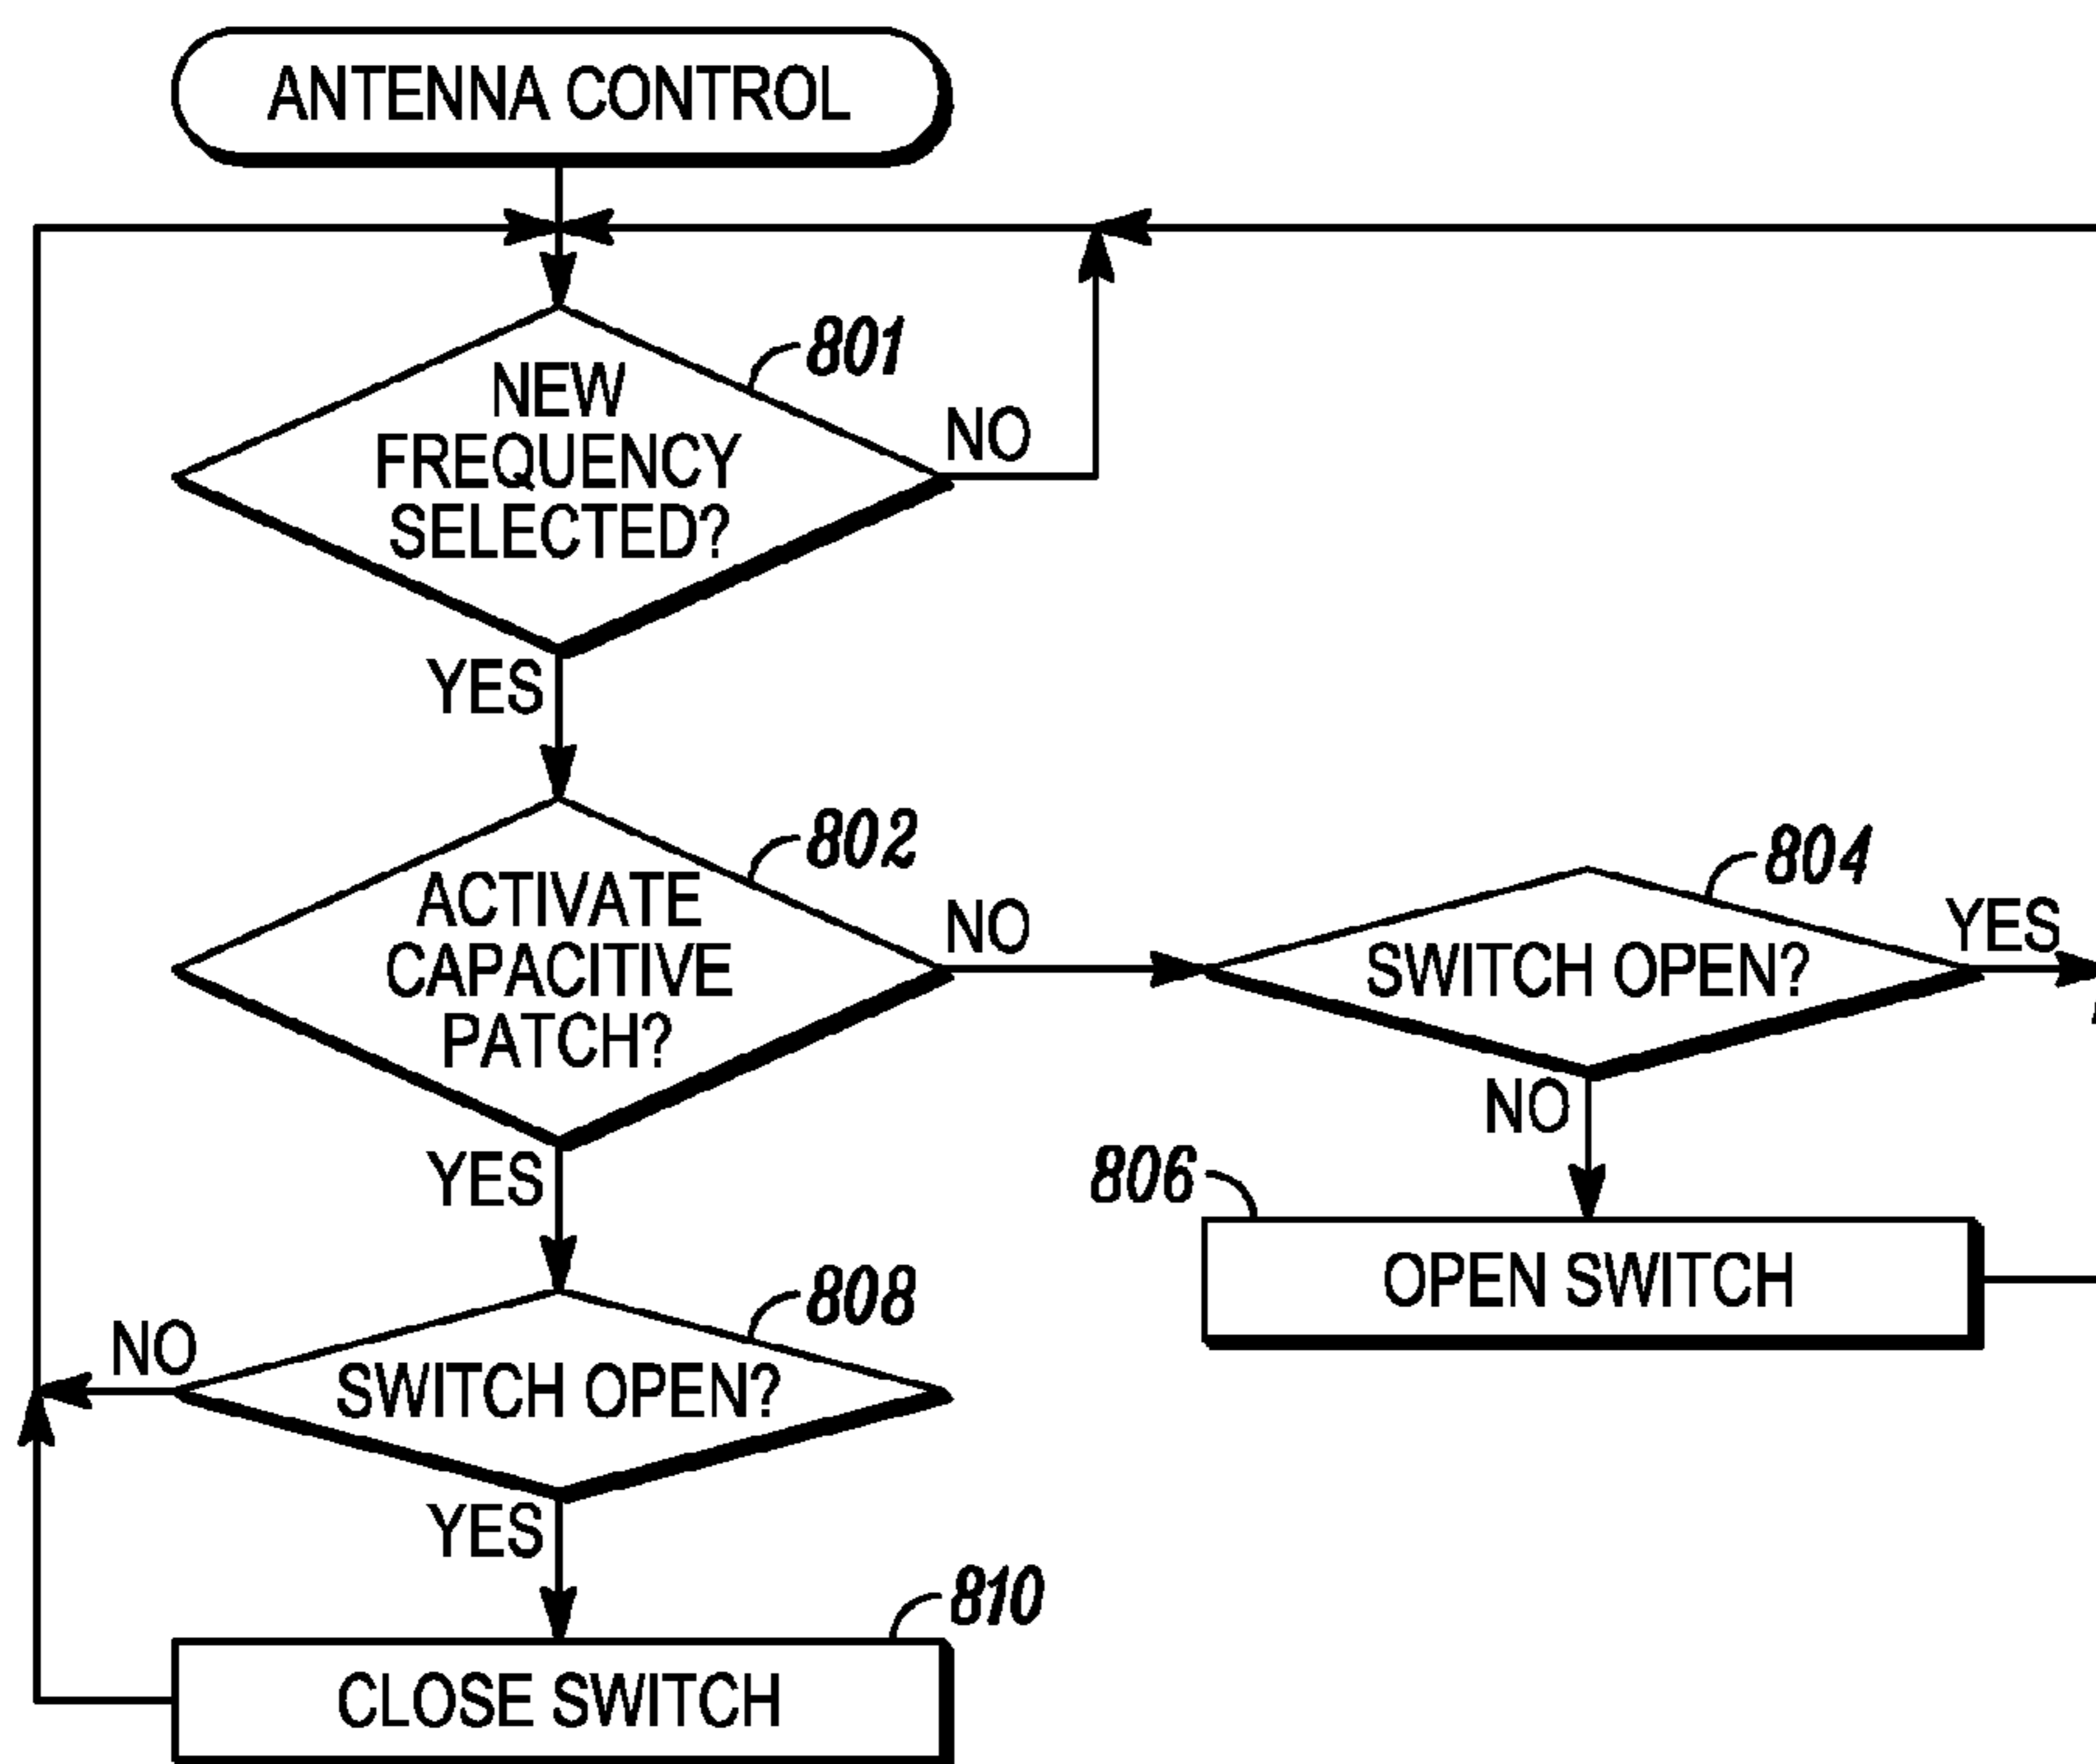 ANTENNA CONTROL
801
NEW
FREQUENCY
SELECTED?
NO
YES
802
ACTIVATE
CAPACITIVE
PATCH?
NO
804
SWITCH OPEN?
YES
NO
806
OPEN SWITCH
YES
808
SWITCH OPEN?
NO
YES
810
CLOSE SWITCH